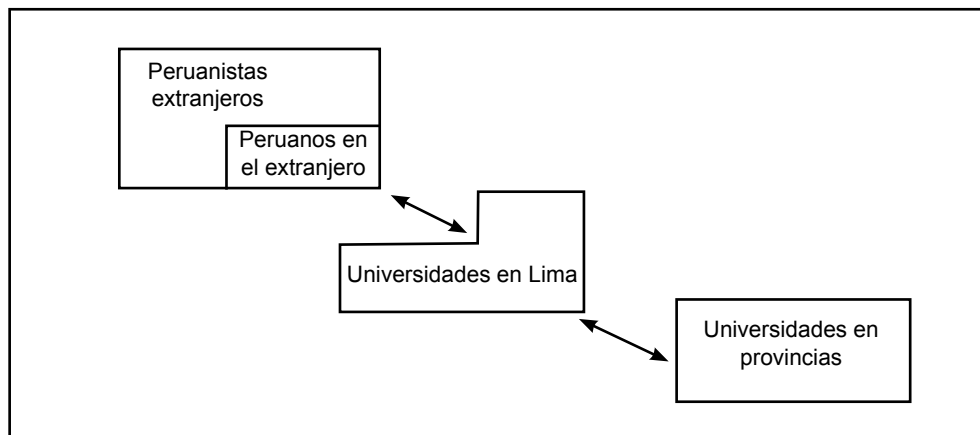 Peruanistas
extranjeros
Peruanos en
el extranjero
Universidades en Lima
Universidades en
provincias